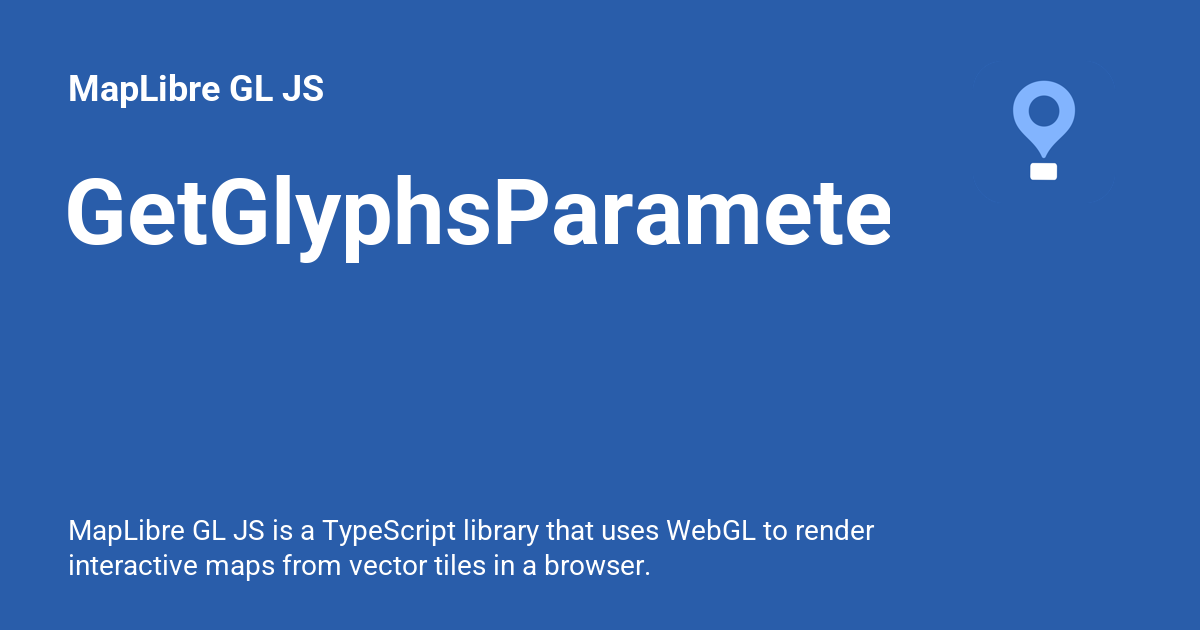 MapLibre GL JS
GetGlyphsParamete
MapLibre GL JS is a TypeScript library that uses WebGL to render
interactive maps from vector tiles in a browser.